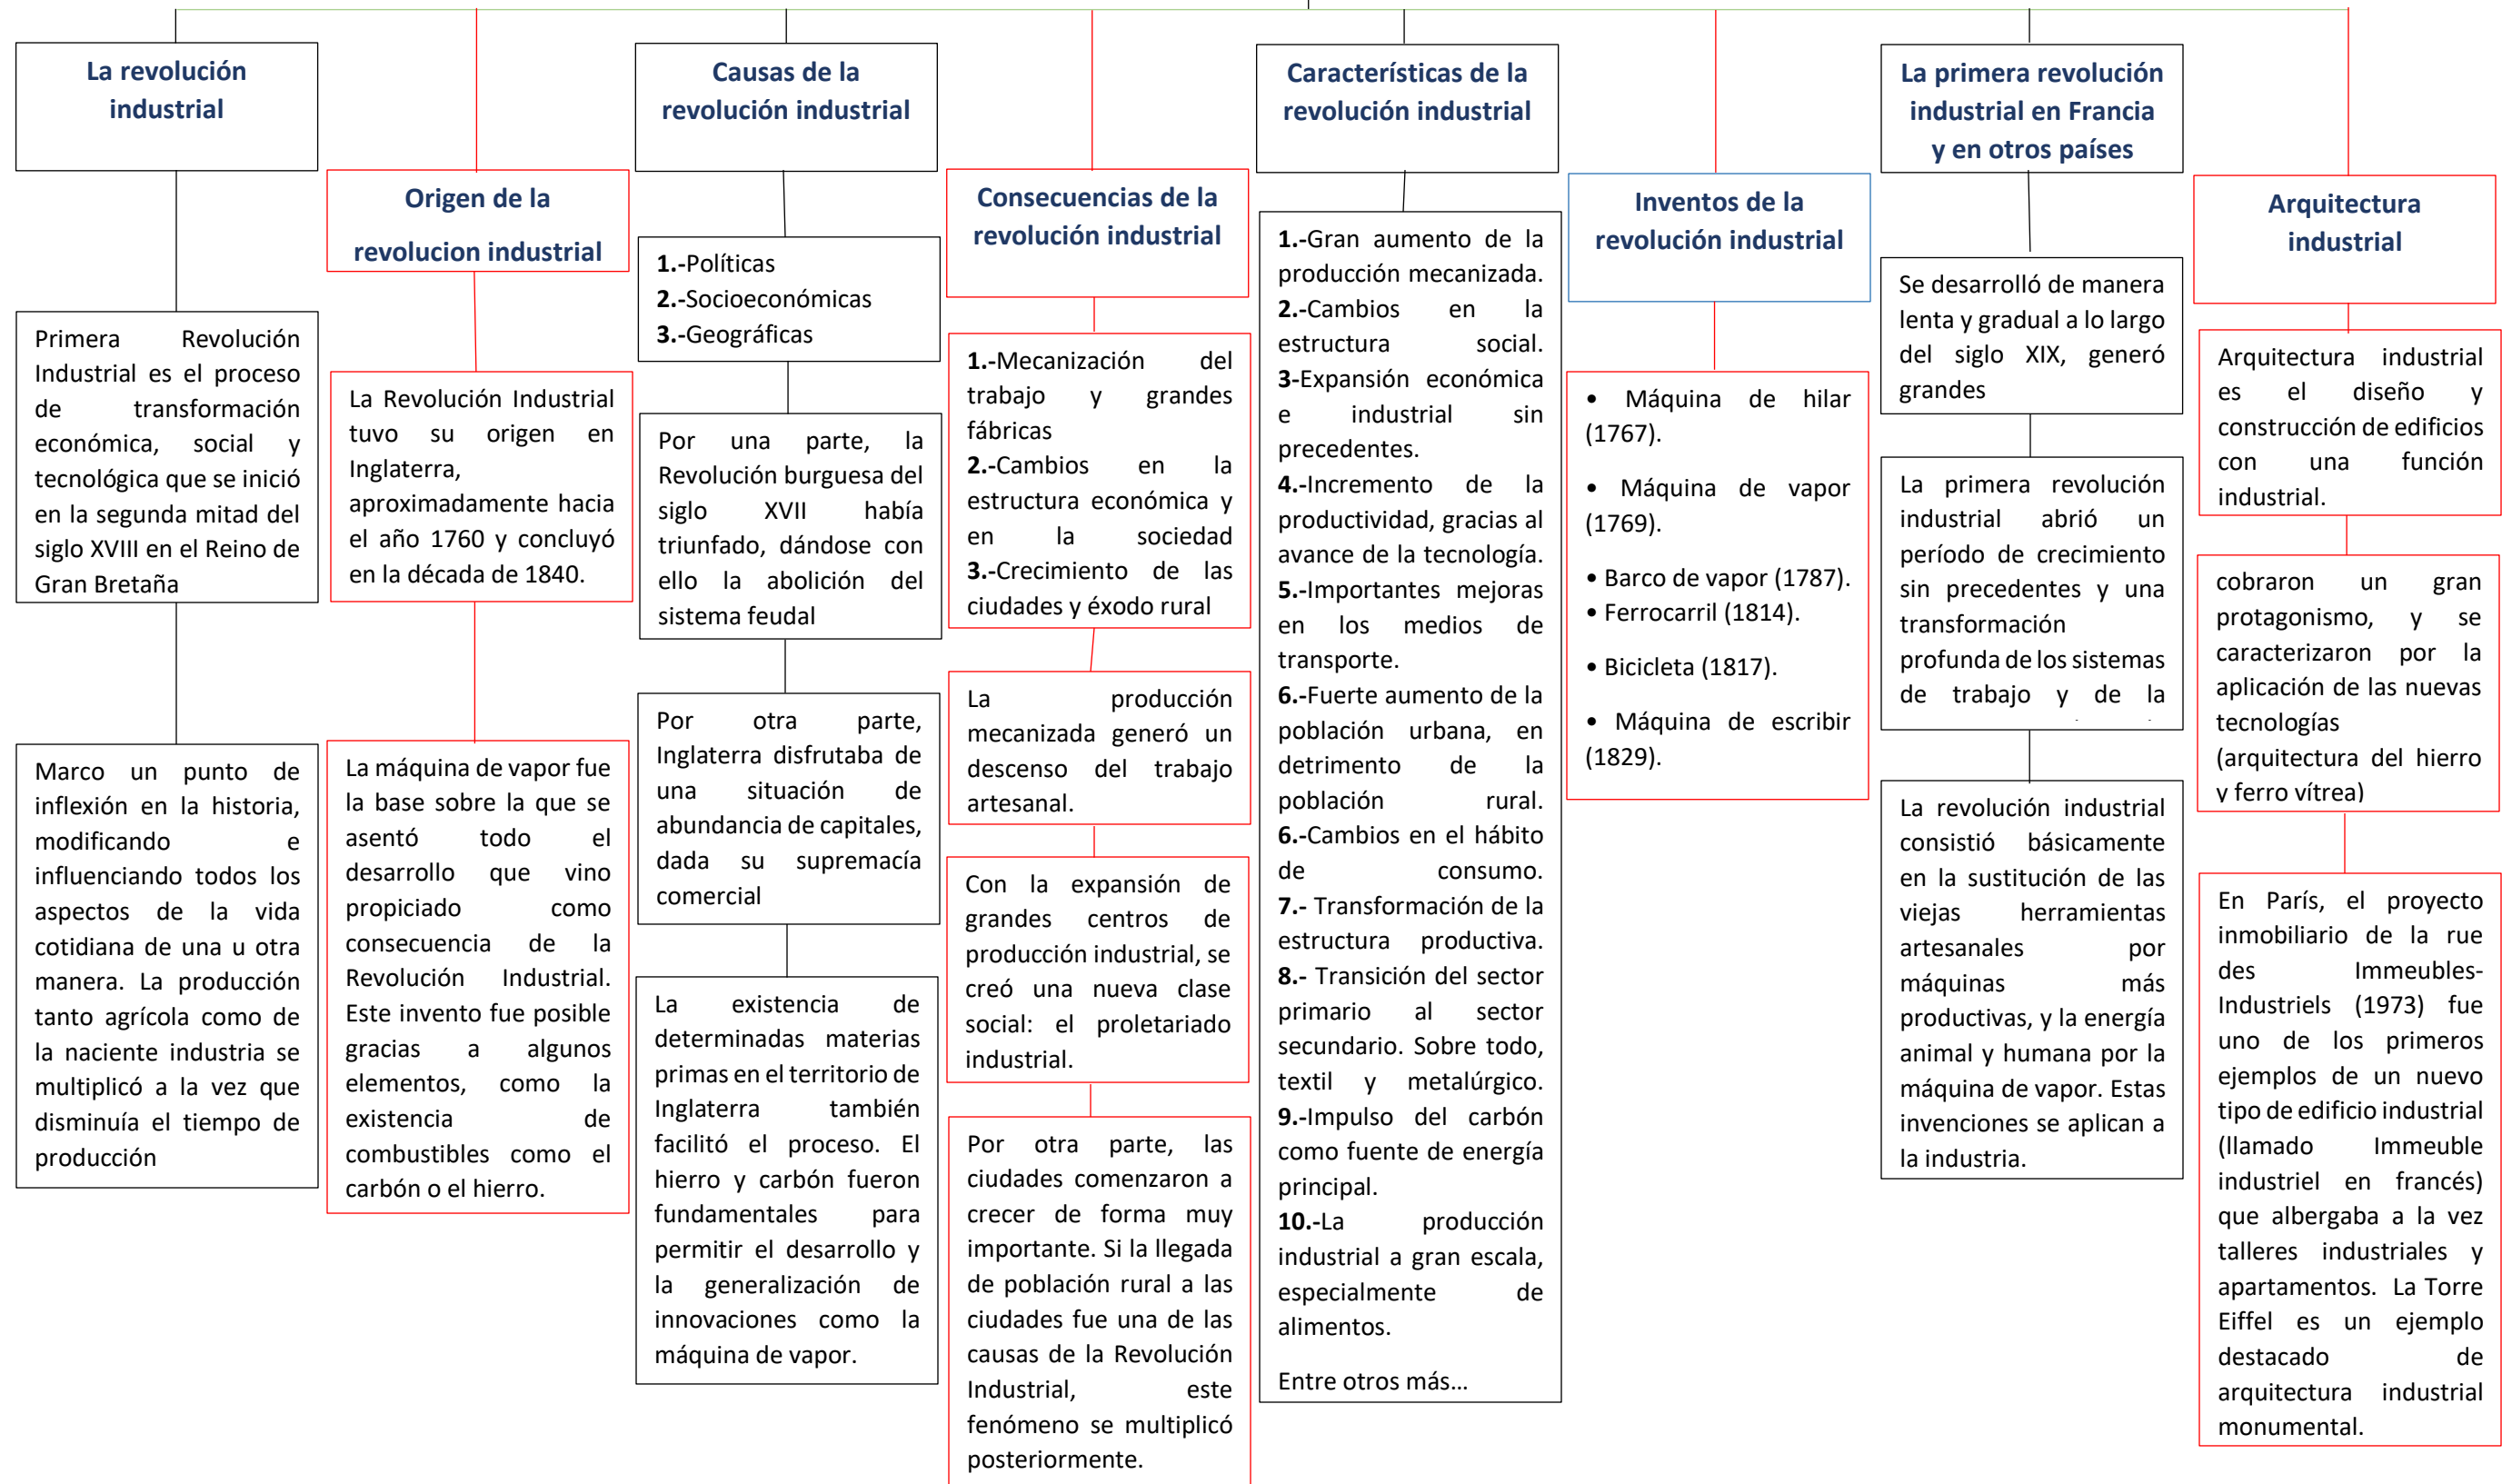 La revolución
industrial
Primera Revolución
Industrial es el proceso
de transformación
económica, social y
tecnológica que se inició
en la segunda mitad del
siglo XVIII en el Reino de
Gran Bretaña
Marco un punto de
inflexión en la historia,
modificando e
influenciando todos los
aspectos de la vida
cotidiana de una u otra
manera. La producción
tanto agrícola como de
la naciente industria se
multiplicó a la vez que
disminuía el tiempo de
producción
Origen de la
revolucion industrial
La Revolución Industrial
tuvo su origen en
Inglaterra,
aproximadamente hacia
el año 1760 y concluyó
en la década de 1840.
La máquina de vapor fue
la base sobre la que se
asentó todo el
desarrollo que vino
propiciado como
consecuencia de la
Revolución Industrial.
Este invento fue posible
gracias a algunos
elementos, como la
existencia de
combustibles como el
carbón o el hierro.
Causas de la
revolución industrial
1.-Políticas
2.-Socioeconómicas
3.-Geográficas
Por una parte, la
Revolución burguesa del
siglo XVII había
triunfado, dándose con
ello la abolición del
sistema feudal
Por otra parte,
Inglaterra disfrutaba de
una situación de
abundancia de capitales,
dada su supremacía
comercial
La existencia de
determinadas materias
primas en el territorio de
Inglaterra también
facilitó el proceso. El
hierro y carbón fueron
fundamentales para
permitir el desarrollo y
la generalización de
innovaciones como la
máquina de vapor.
Consecuencias de la
revolución industrial
1.-Mecanización del
trabajo y grandes
fábricas
2.-Cambios en la
estructura económica y
en la sociedad
3.-Crecimiento de las
ciudades y éxodo rural
La producción
mecanizada generó un
descenso del trabajo
artesanal.
Con la expansión de
grandes centros de
producción industrial, se
creó una nueva clase
social: el proletariado
industrial.
Por otra parte, las
ciudades comenzaron a
crecer de forma muy
importante. Si la llegada
de población rural a las
ciudades fue una de las
causas de la Revolución
Industrial, este
fenómeno se multiplicó
posteriormente.
Característicias de la
revolución industrial
1.-Gran aumento de la
producción mecanizada.
2.-Cambios en la
estructura social.
3-Expansión económica
e industrial sin
precedentes.
4.-Incremento de la
productividad, gracias al
avance de la tecnología.
5.-Importantes mejoras
en los medios de
transporte.
6.-Fuerte aumento de la
población urbana, en
detrimento de la
población rural.
6.-Cambios en el hábito
de consumo.
7.- Transformación de la
estructura productiva.
8.- Transición del sector
primario al sector
secundario. Sobre todo,
textil y metalúrgico.
9.-Impulso del carbón
como fuente de energía
principal.
10.-La producción
industrial a gran escala,
especialmente de
alimentos.
Entre otros más...
Inventos de la
revolución industrial
• Máquina de hilar
(1767).
• Máquina de vapor
(1769).
• Barco de vapor (1787).
• Ferrocarril (1814).
• Bicicleta (1817).
• Máquina de escribir
(1829).
La primera revolución
industrial en Francia
y en otros países
Se desarrolló de manera
lenta y gradual a lo largo
del siglo XIX, generó
grandes
La primera revolución
industrial abrió un
período de crecimiento
sin precedentes y una
transformación
profunda de los sistemas
de trabajo y de la
La revolución industrial
consistió básicamente
en la sustitución de las
viejas herramientas
artesanales por
máquinas más
productivas, y la energía
animal y humana por la
máquina de vapor. Estas
invenciones se aplican a
la industria.
Arquitectura
industrial
Arquitectura industrial
es el diseño y
construcción de edificios
con una función
industrial.
cobraron un gran
protagonismo, y se
caracterizaron por la
aplicación de las nuevas
tecnologías
(arquitectura del hierro
y ferro vítrea)
En París, el proyecto
inmobiliario de la rue
des Immeubles-
Industriels (1973) fue
uno de los primeros
ejemplos de un nuevo
tipo de edificio industrial
(llamado Immeuble
industriel en francés)
que albergaba a la vez
talleres industriales y
apartamentos. La Torre
Eiffel es un ejemplo
destacado de
arquitectura industrial
monumental.